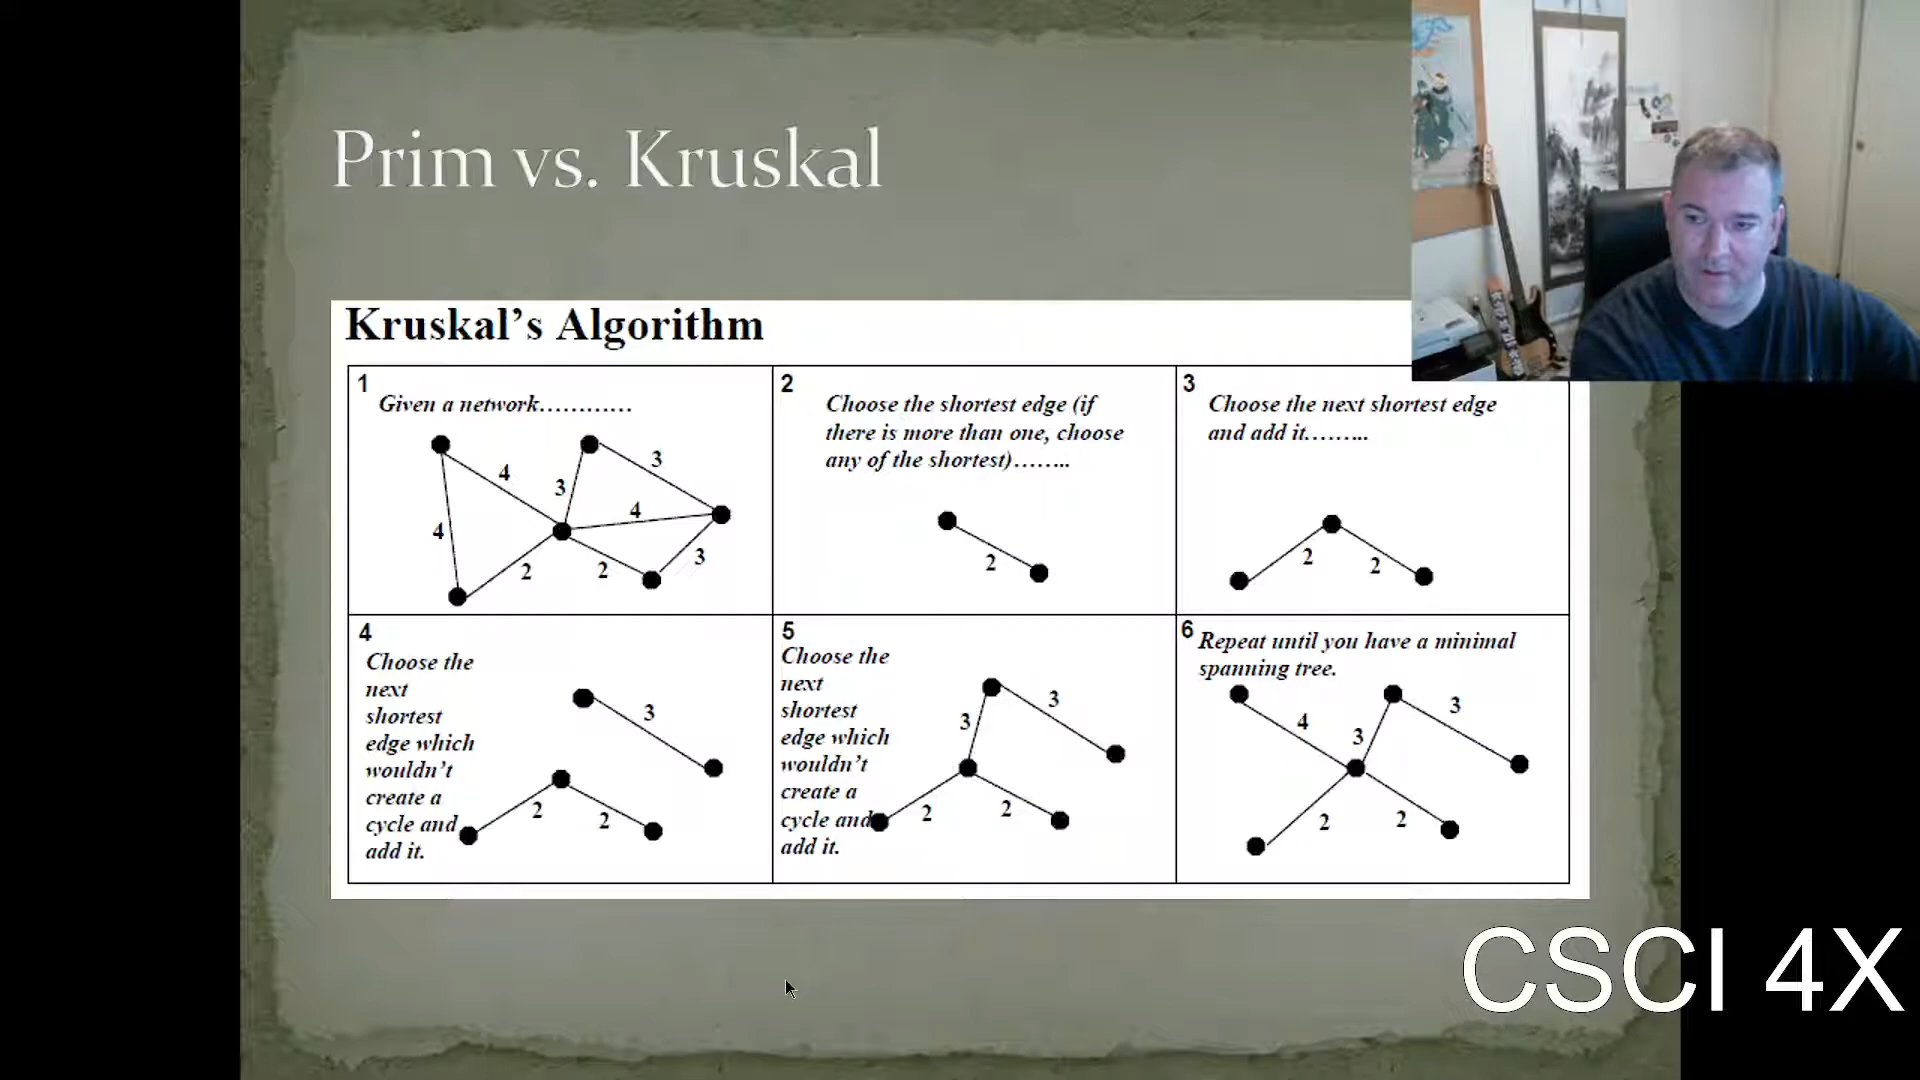 Prim vs. Kruskal
Kruskal's Algorithm
1
Given a network…………
4
3
3
4
4
3
2
2
2
Choose the shortest edge (if
there is more than one, choose
any of the shortest)……..
2
3
Choose the next shortest edge
and add it……...
2
2
4
Choose the
next
shortest
edge which
wouldn't
create a
cycle and
add it.
3
2
2
5
Choose the
next
shortest
edge which
wouldn't
create a
cycle and
add it.
3
3
2
2
6
Repeat until you have a minimal
spanning tree.
4
3
3
2
2
CSCI 4X